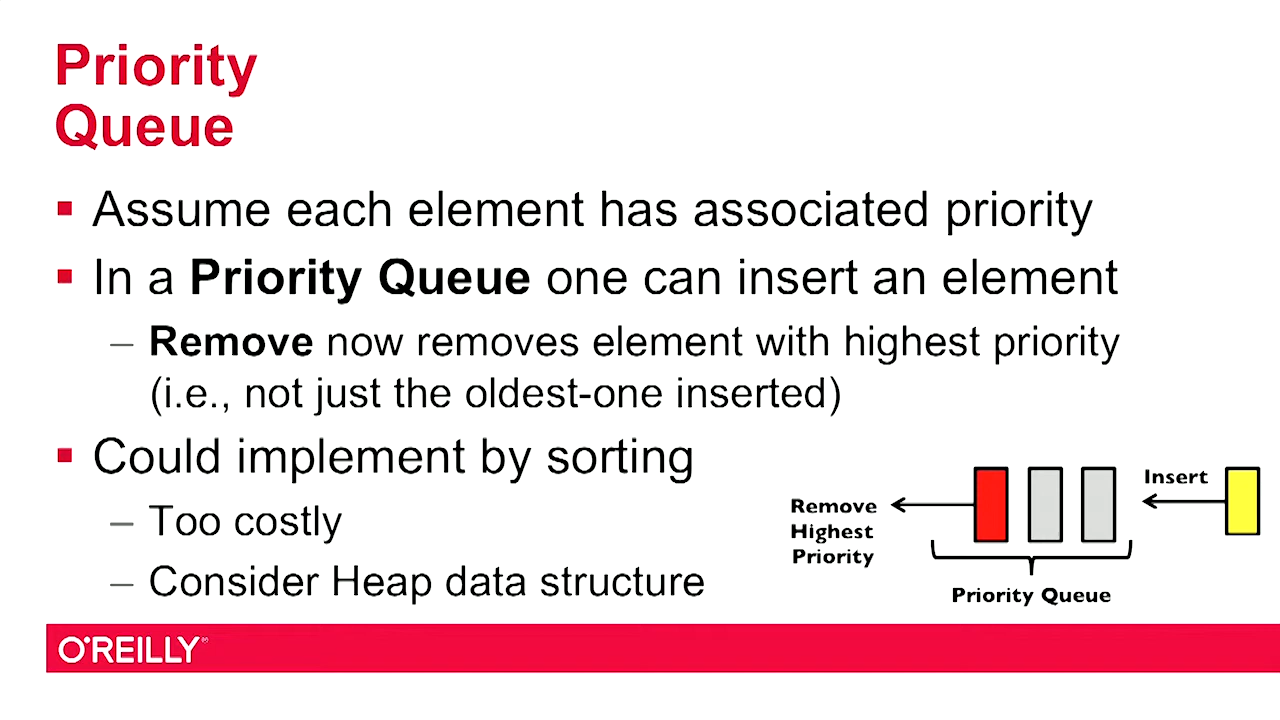 Priority
Queue
▪ Assume each element has associated priority
▪ In a Priority Queue one can insert an element
– Remove now removes element with highest priority
(i.e., not just the oldest-one inserted)
▪ Could implement by sorting
– Too costly
– Consider Heap data structure
Remove
Highest
Priority
Insert
Priority Queue
O'REILLY®